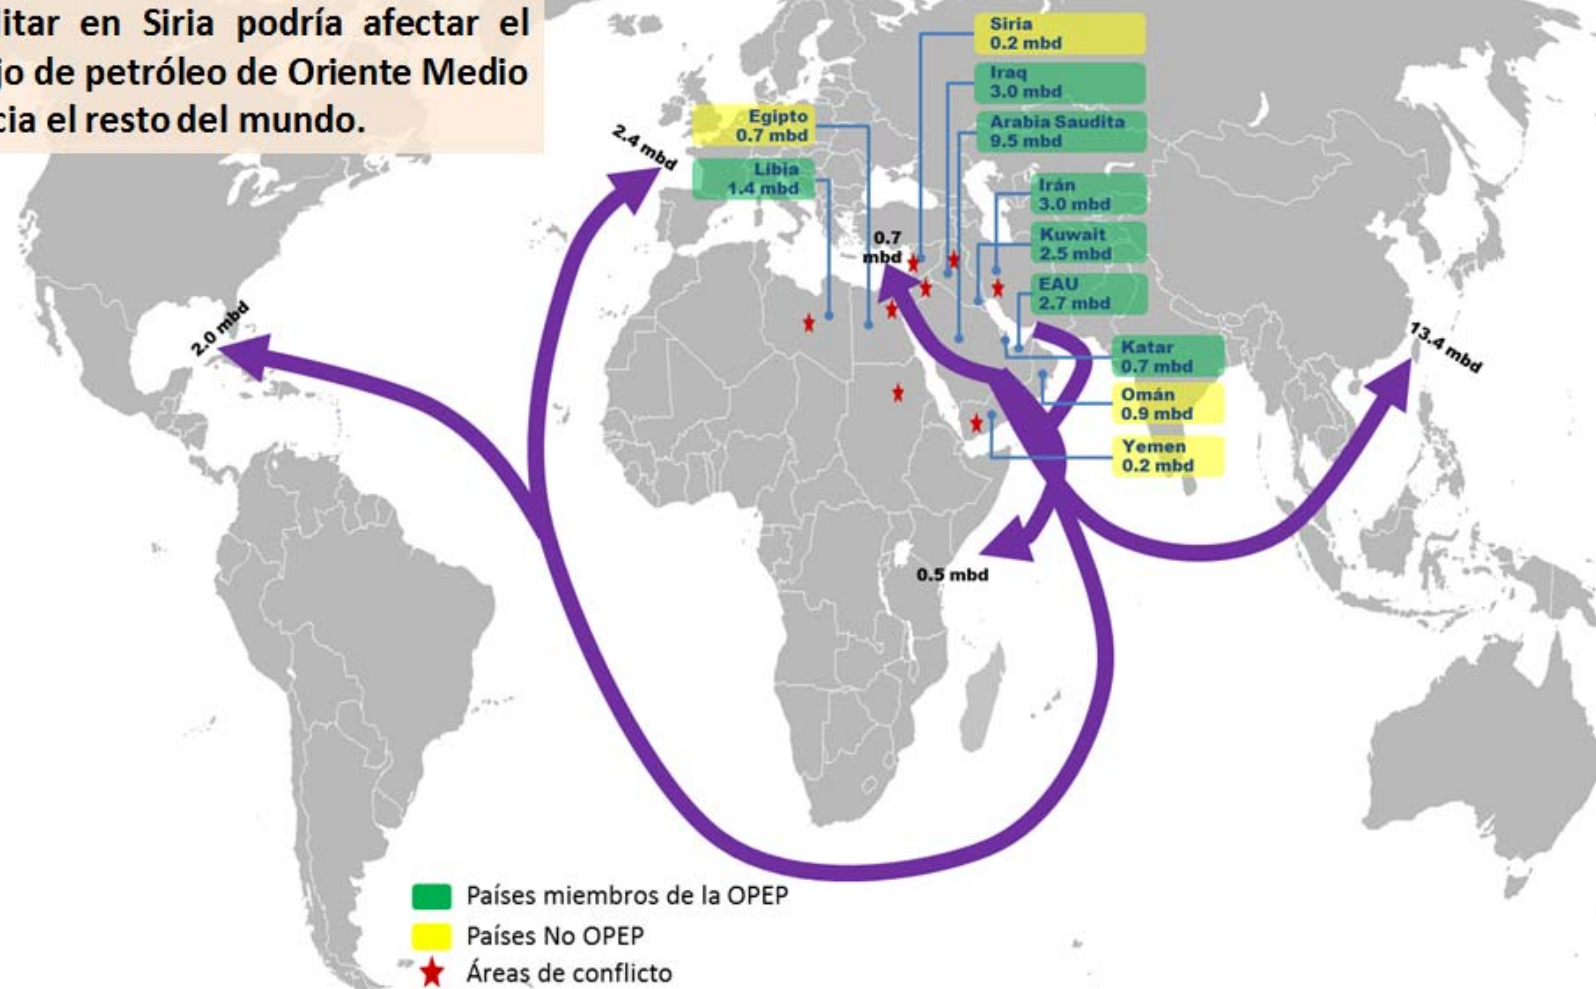 litar en Siria podría afectar el
jo de petróleo de Oriente Medio
cia el resto del mundo.
Siria
0.2 mbd
Iraq
3.0 mbd
Arabia Saudita
9.5 mbd
Egipto
0.7 mbd
Libia
1.4 mbd
Irán
3.0 mbd
Kuwait
2.5 mbd
EAU
2.7 mbd
Katar
0.7 mbd
Omán
0.9 mbd
Yemen
0.2 mbd
2.4 mbd
0.7
mbd
2.0 mbd
13.4 mbd
0.5 mbd
Países miembros de la OPEP
Países No OPEP
Áreas de conflicto